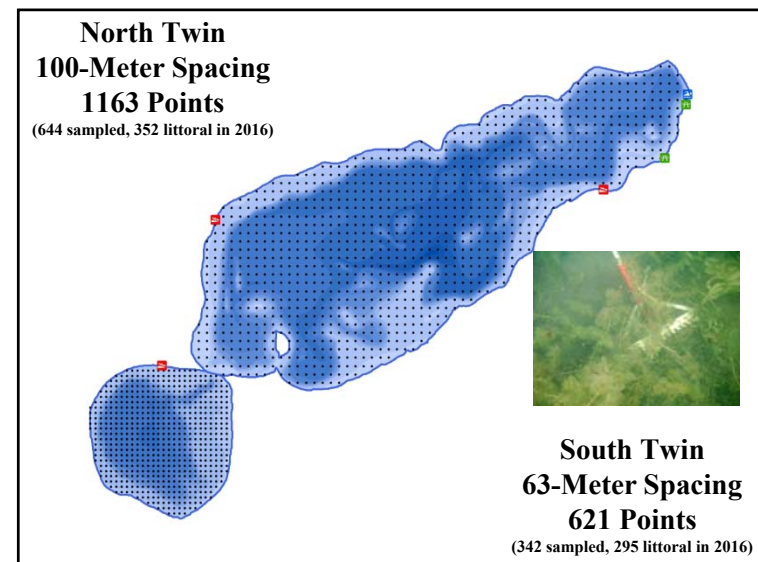 North Twin
100-Meter Spacing
1163 Points
(644 sampled, 352 littoral in 2016)
South Twin
63-Meter Spacing
621 Points
(342 sampled, 295 littoral in 2016)